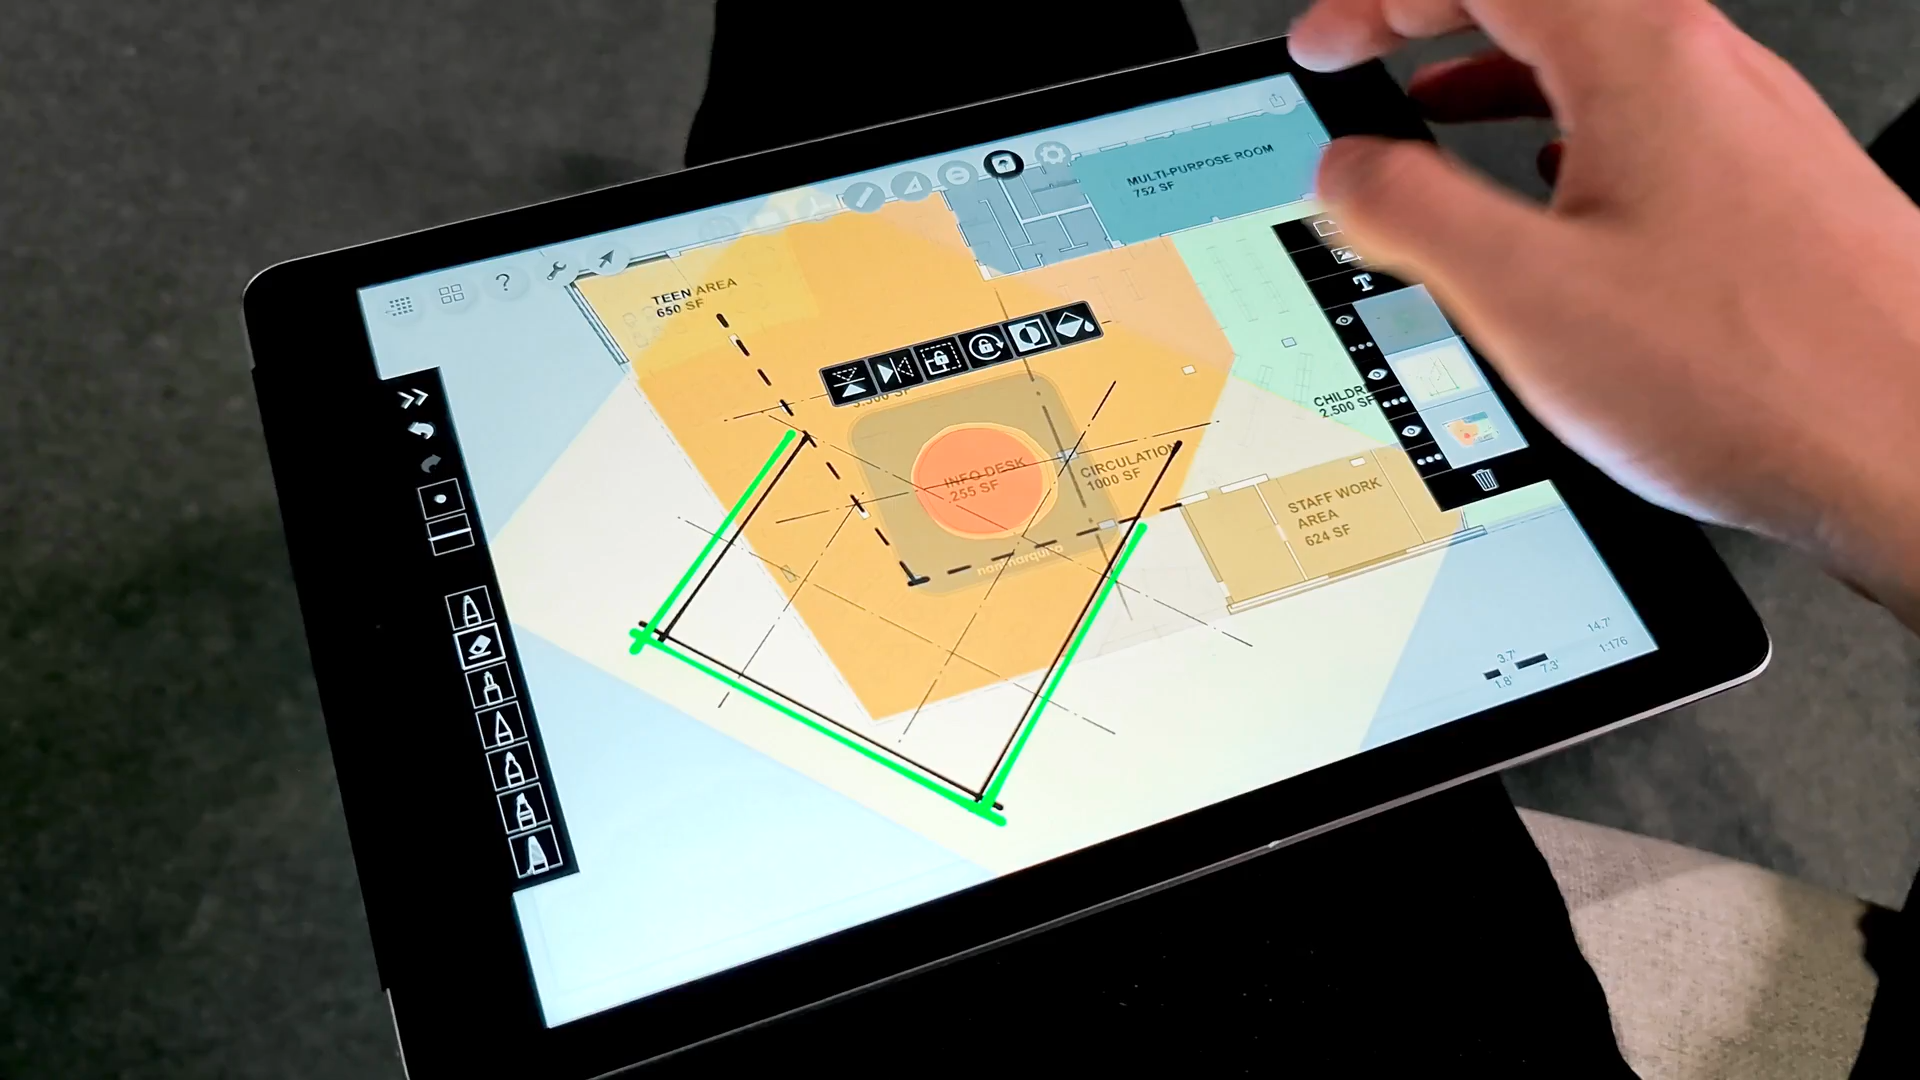 MULTI-PURPOSE ROOM
752 SF
?
TEEN AREA
650 SF
T
CHILDR
2,500 SF
INFO DESK
255 SF
CIRCULATION
1000 SF
STAFF WORK
AREA
624 SF
14.7'
3.7'
1:176
7.3'
1.8'